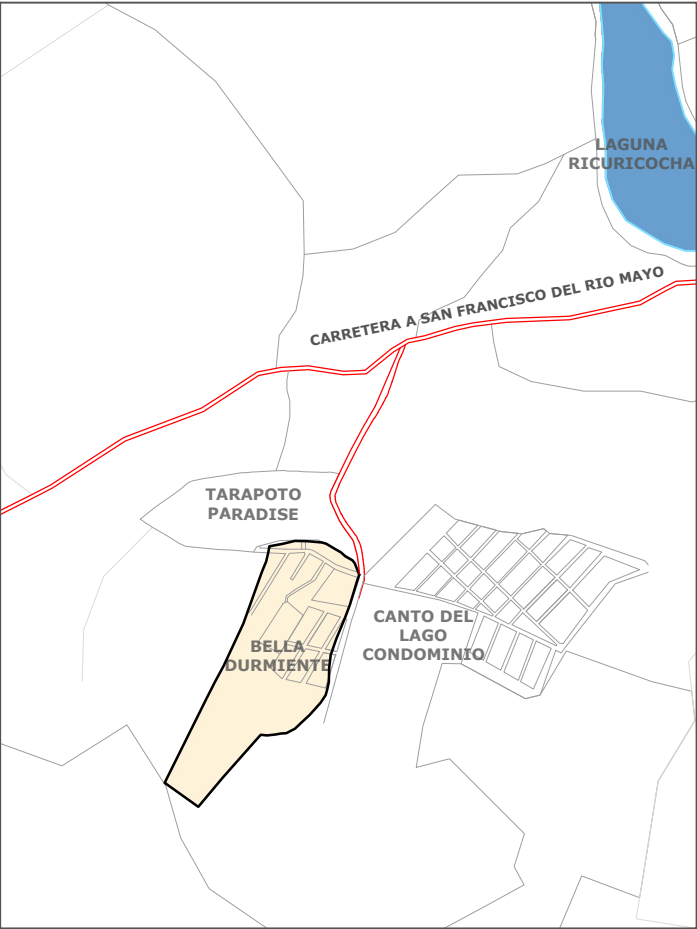 LAGUNA
RICURICOCHA
CARRETERA A SAN FRANCISCO DEL RIO MAYO
TARAPOTO
PARADISE
CANTO DEL
LAGO
CONDOMINIO
BELLA
DURMIENTE